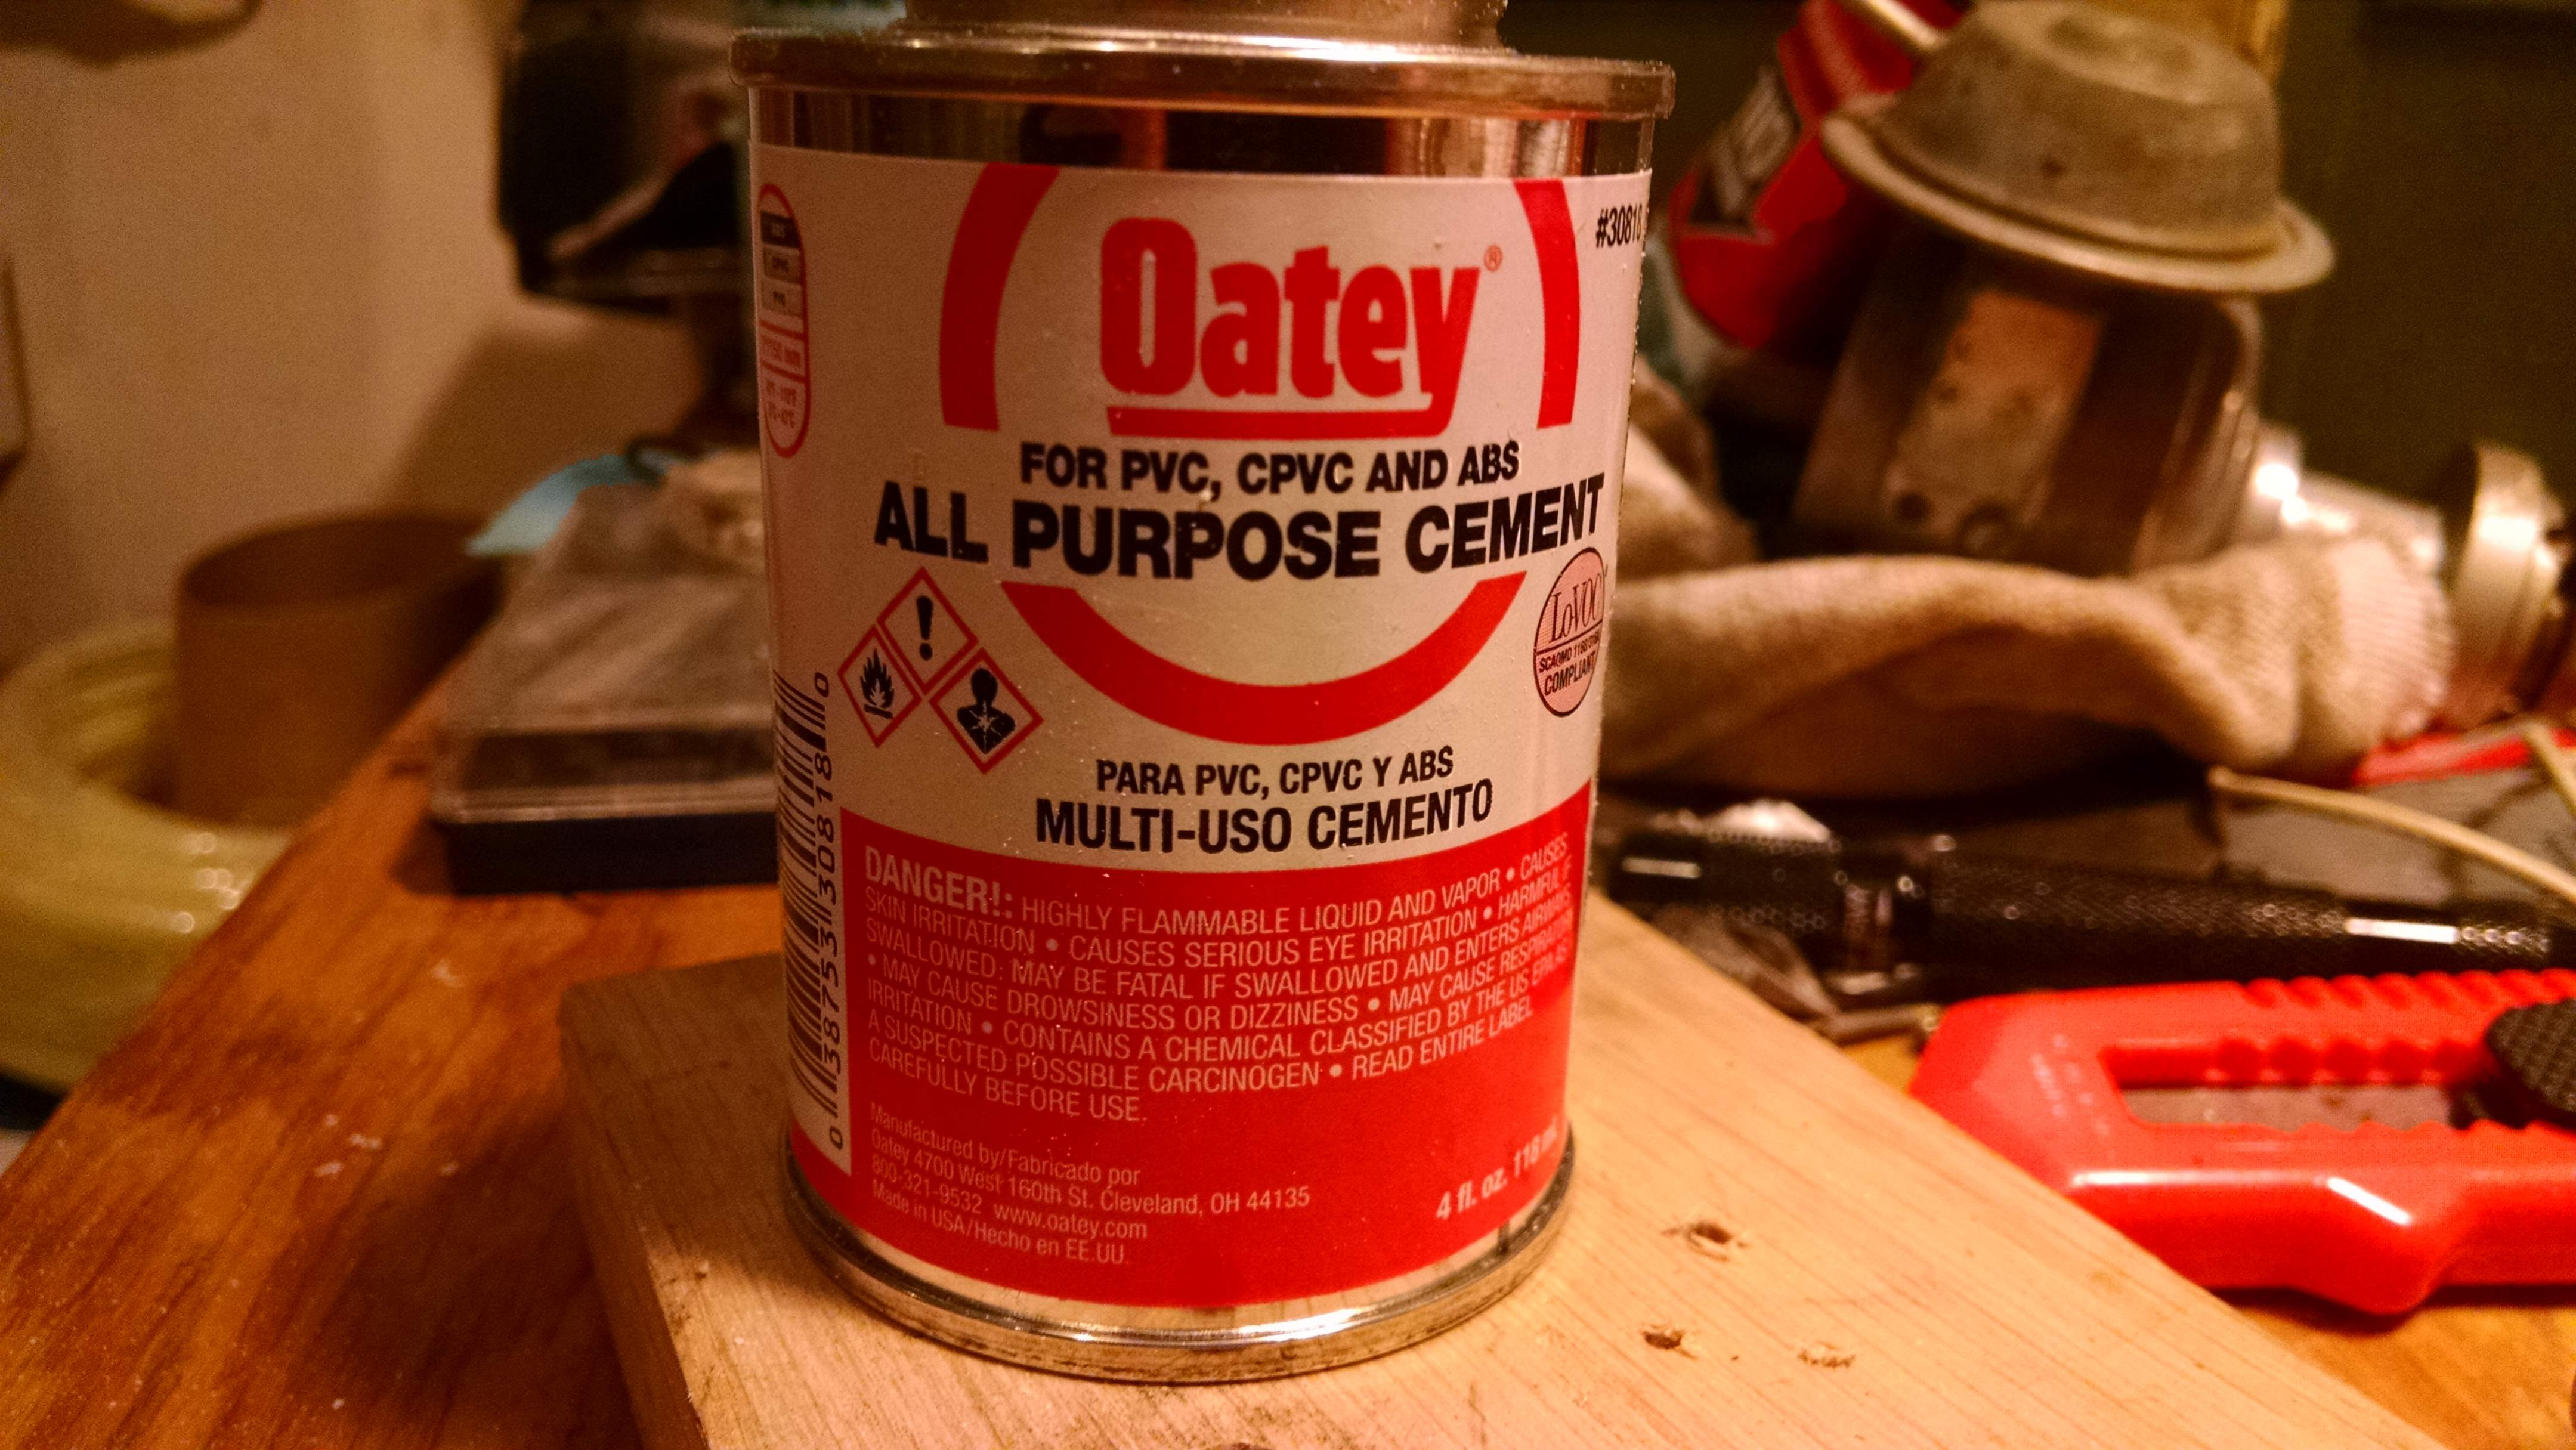 Oatey®
#30818
FOR PVC, CPVC AND ABS
ALL PURPOSE CEMENT
LoVOC
SCAQMD 1168/316A
COMPLIANT
PARA PVC, CPVC Y ABS
MULTI-USO CEMENTO
0 38753 30818 0
DANGER!: HIGHLY FLAMMABLE LIQUID AND VAPOR • CAUSES
SKIN IRRITATION • CAUSES SERIOUS EYE IRRITATION • HARMFUL IF
SWALLOWED; MAY BE FATAL IF SWALLOWED AND ENTERS AIRWAYS
• MAY CAUSE DROWSINESS OR DIZZINESS • MAY CAUSE RESPIRATORY
IRRITATION • CONTAINS A CHEMICAL CLASSIFIED BY THE US EPA AS
A SUSPECTED POSSIBLE CARCINOGEN • READ ENTIRE LABEL
CAREFULLY BEFORE USE.
Manufactured by/Fabricado por
Oatey 4700 West 160th St. Cleveland, OH 44135
800-321-9532 www.oatey.com
Made in USA/Hecho en EE.UU.
4 fl. oz. 118 mL